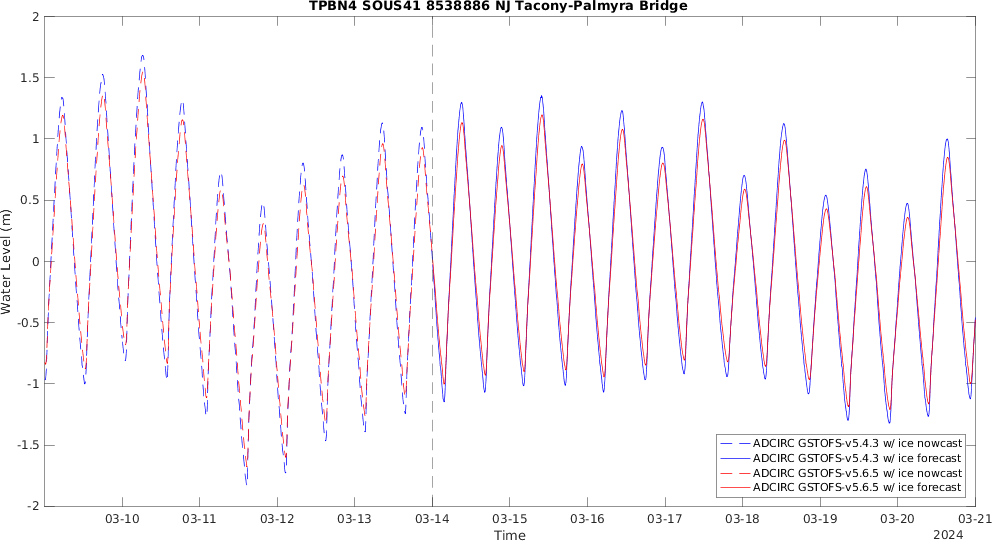 TPBN4 SOUS41 8538886 NJ Tacony-Palmyra Bridge
2
1.5
1
0.5
0
-0.5
-1
-1.5
-2
Water Level (m)
ADCIRC GSTOFS-v5.4.3 w/ ice nowcast
ADCIRC GSTOFS-v5.4.3 w/ ice forecast
ADCIRC GSTOFS-v5.6.5 w/ ice nowcast
ADCIRC GSTOFS-v5.6.5 w/ ice forecast
03-10 03-11 03-12 03-13 03-14 03-15 03-16 03-17 03-18 03-19 03-20 03-21
Time
2024